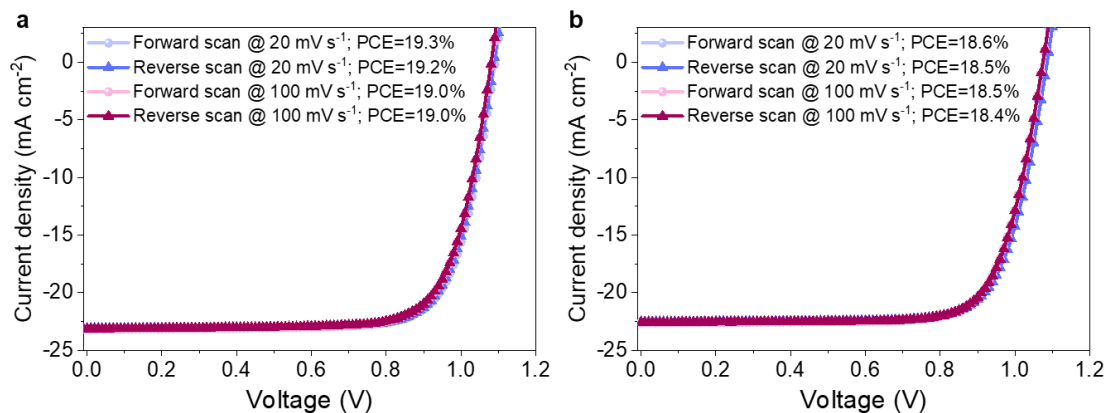 a
Forward scan @ 20 mV s-1; PCE=19.3%
Reverse scan @ 20 mV s-1; PCE=19.2%
Forward scan @ 100 mV s-1; PCE=19.0%
Reverse scan @ 100 mV s-1; PCE=19.0%
0
-5
-10
-15
-20
-25
Current density (mA cm-2)
0.0 0.2 0.4 0.6 0.8 1.0 1.2
Voltage (V)
b
Forward scan @ 20 mV s-1; PCE=18.6%
Reverse scan @ 20 mV s-1; PCE=18.5%
Forward scan @ 100 mV s-1; PCE=18.5%
Reverse scan @ 100 mV s-1; PCE=18.4%
0
-5
-10
-15
-20
-25
Current density (mA cm-2)
0.0 0.2 0.4 0.6 0.8 1.0 1.2
Voltage (V)